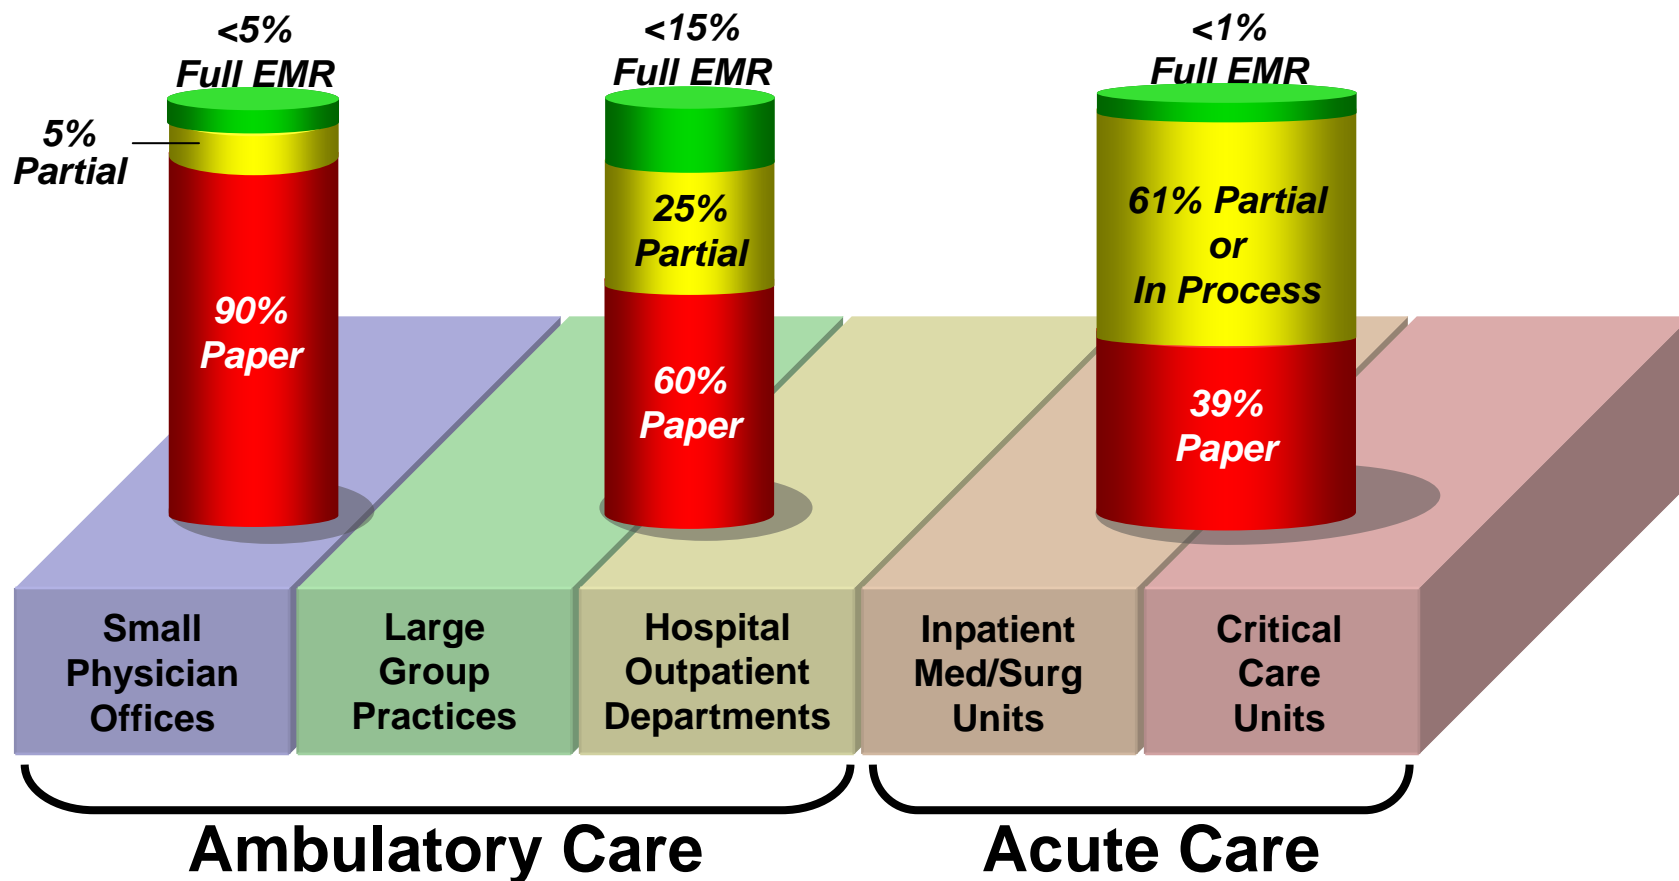 <5%
Full EMR
5%
Partial
90%
Paper
<15%
Full EMR
25%
Partial
60%
Paper
<1%
Full EMR
61% Partial
or
In Process
39%
Paper
Small
Physician
Offices
Large
Group
Practices
Hospital
Outpatient
Departments
Inpatient
Med/Surg
Units
Critical
Care
Units
Ambulatory Care
Acute Care